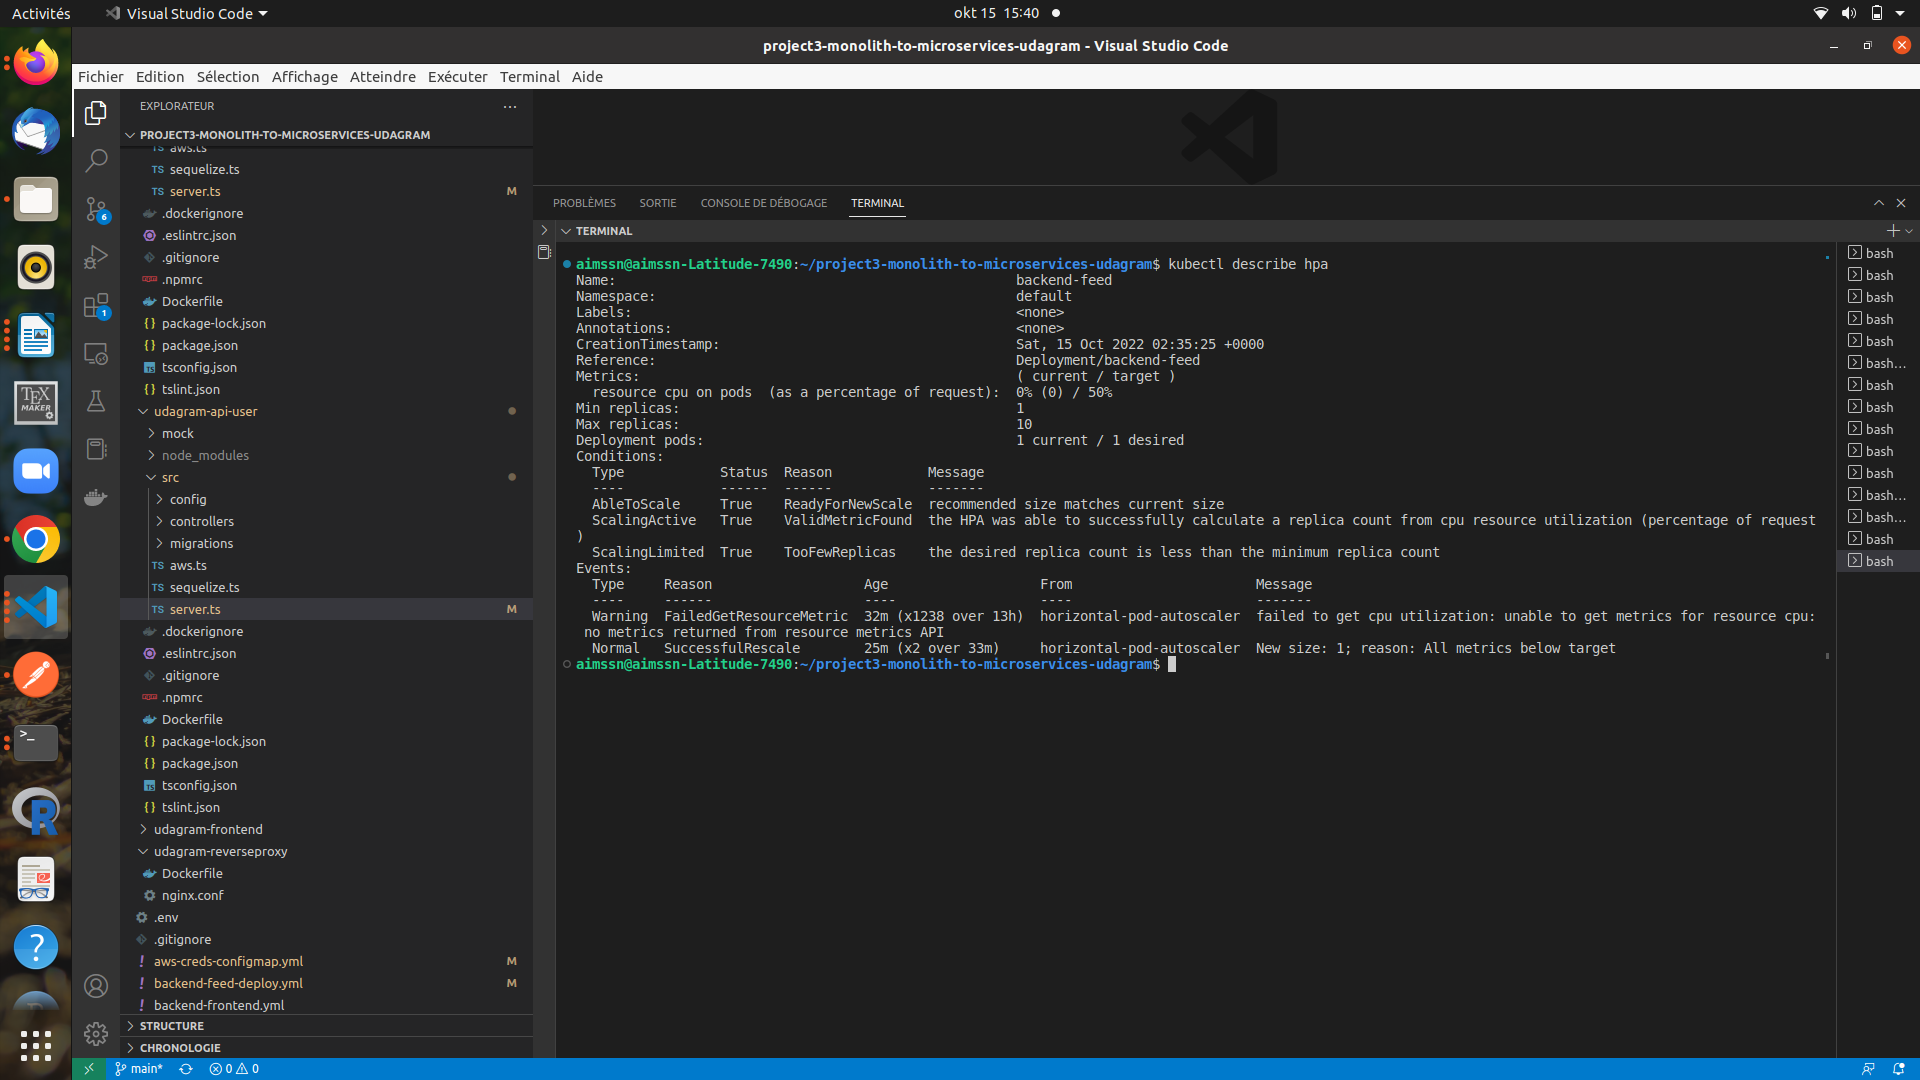 Activités
Visual Studio Code
okt 15 15:40
project3-monolith-to-microservices-udagram - Visual Studio Code
Fichier Edition Sélection Affichage Atteindre Exécuter Terminal Aide
EXPLORATEUR
PROJECT3-MONOLITH-TO-MICROSERVICES-UDAGRAM
TS aws.ts
TS sequelize.ts
TS server.ts M
.dockerignore
.eslintrc.json
.gitignore
.npmrc
Dockerfile
{} package-lock.json
{} package.json
TS tsconfig.json
{} tslint.json
udagram-api-user
mock
node_modules
src
config
controllers
migrations
TS aws.ts
TS sequelize.ts
TS server.ts M
.dockerignore
.eslintrc.json
.gitignore
.npmrc
Dockerfile
{} package-lock.json
{} package.json
TS tsconfig.json
{} tslint.json
udagram-frontend
udagram-reverseproxy
Dockerfile
nginx.conf
.env
.gitignore
! aws-creds-configmap.yml M
! backend-feed-deploy.yml M
! backend-frontend.yml
STRUCTURE
CHRONOLOGIE
6
1
TEX MAKER
PROBLÈMES SORTIE CONSOLE DE DÉBOGAGE TERMINAL
TERMINAL
aimssn@aimssn-Latitude-7490:~/project3-monolith-to-microservices-udagram$ kubectl describe hpa
Name: backend-feed
Namespace: default
Labels: <none>
Annotations: <none>
CreationTimestamp: Sat, 15 Oct 2022 02:35:25 +0000
Reference: Deployment/backend-feed
Metrics: ( current / target )
resource cpu on pods (as a percentage of request): 0% (0) / 50%
Min replicas: 1
Max replicas: 10
Deployment pods: 1 current / 1 desired
Conditions:
Type Status Reason Message
---- ------ ------ -------
AbleToScale True ReadyForNewScale recommended size matches current size
ScalingActive True ValidMetricFound the HPA was able to successfully calculate a replica count from cpu resource utilization (percentage of request
)
ScalingLimited True TooFewReplicas the desired replica count is less than the minimum replica count
Events:
Type Reason Age From Message
---- ------ ---- ---- -------
Warning FailedGetResourceMetric 32m (x1238 over 13h) horizontal-pod-autoscaler failed to get cpu utilization: unable to get metrics for resource cpu:
no metrics returned from resource metrics API
Normal SuccessfulRescale 25m (x2 over 33m) horizontal-pod-autoscaler New size: 1; reason: All metrics below target
aimssn@aimssn-Latitude-7490:~/project3-monolith-to-microservices-udagram$
bash
bash
bash
bash
bash
bash...
bash
bash
bash
bash
bash
bash...
bash...
bash
bash
main* 0 0